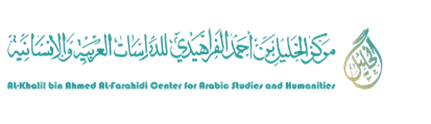 مركز الخليل بن أحمد الفراهيدي للدراسات العربية والإنسانية
الخليل
AL-Khalil bin Ahmed AL-Farahidi Center for Arabic Studies and Humanities